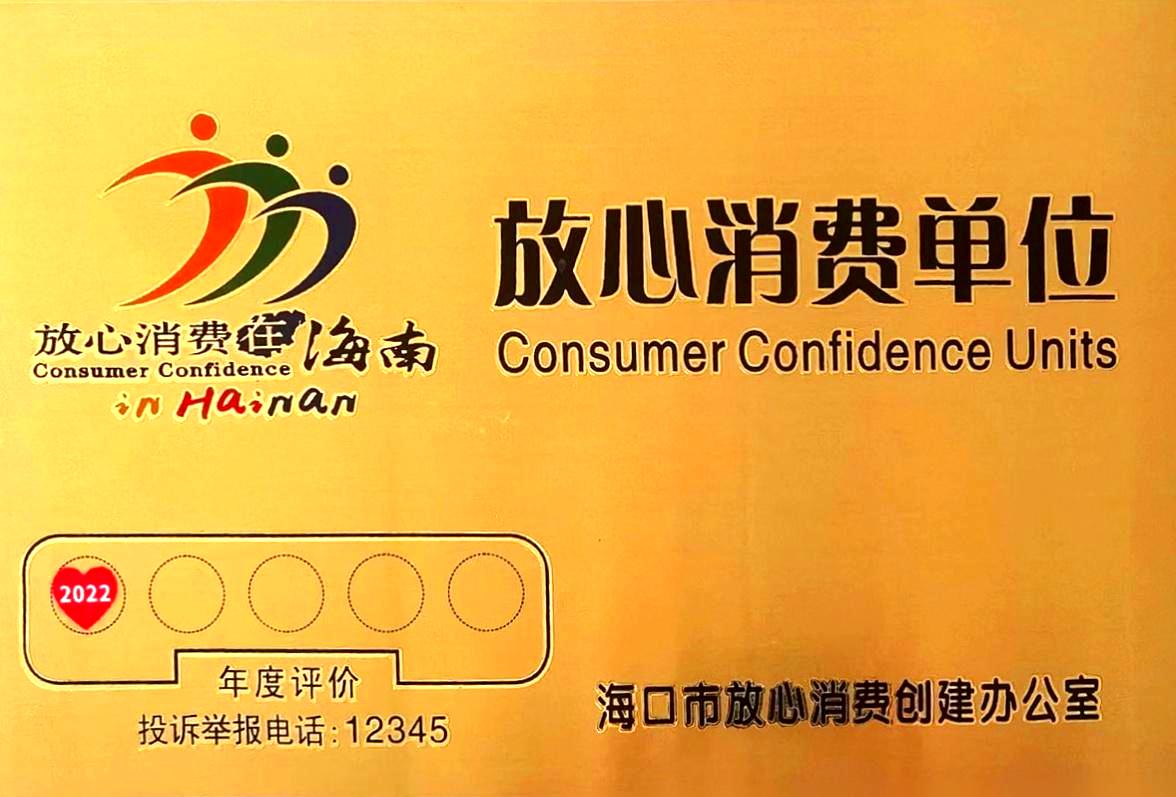 放心消费在海南
Consumer Confidence
in Hainan
放心消费单位
Consumer Confidence Units
2022
年度评价
投诉举报电话:12345
海口市放心消费创建办公室